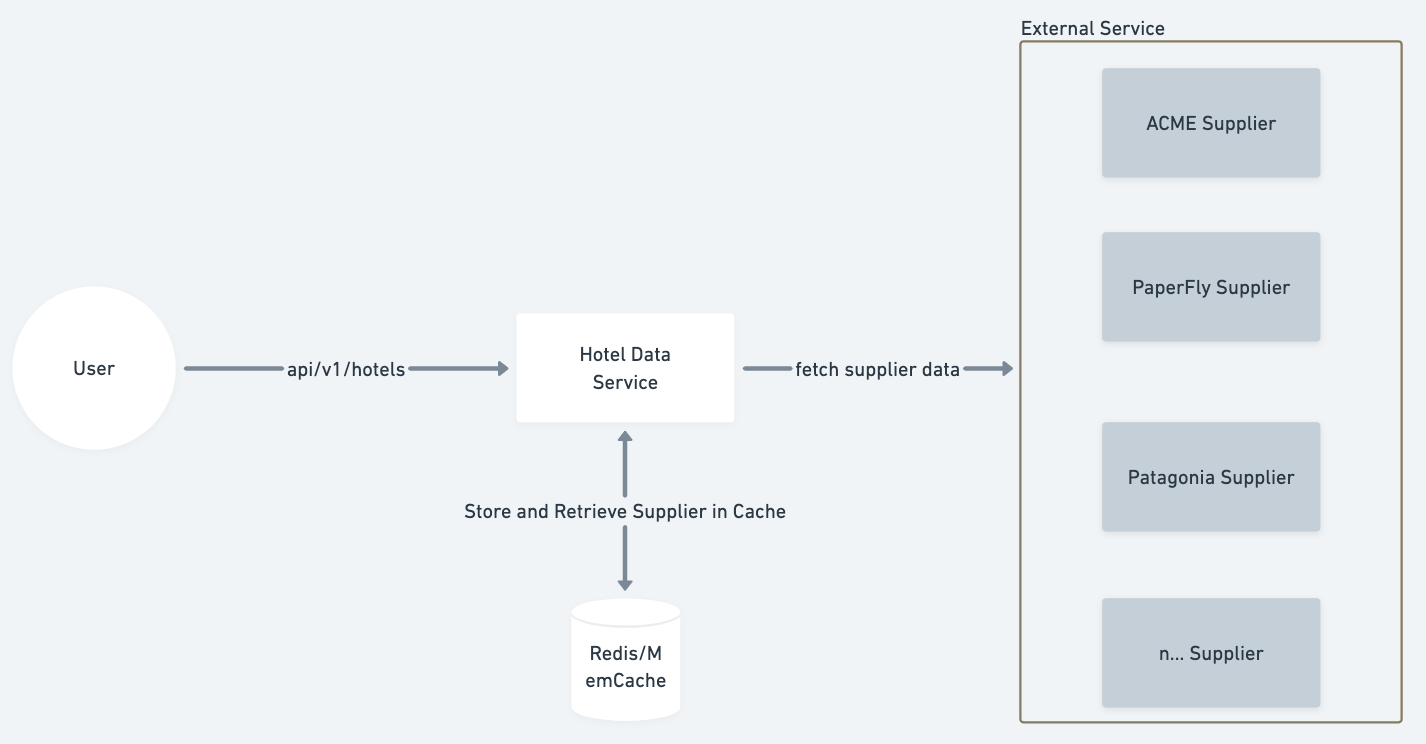 External Service
ACME Supplier
PaperFly Supplier
User
api/v1/hotels
Hotel Data
Service
fetch supplier data
Patagonia Supplier
Store and Retrieve Supplier in Cache
Redis/M
emCache
n... Supplier